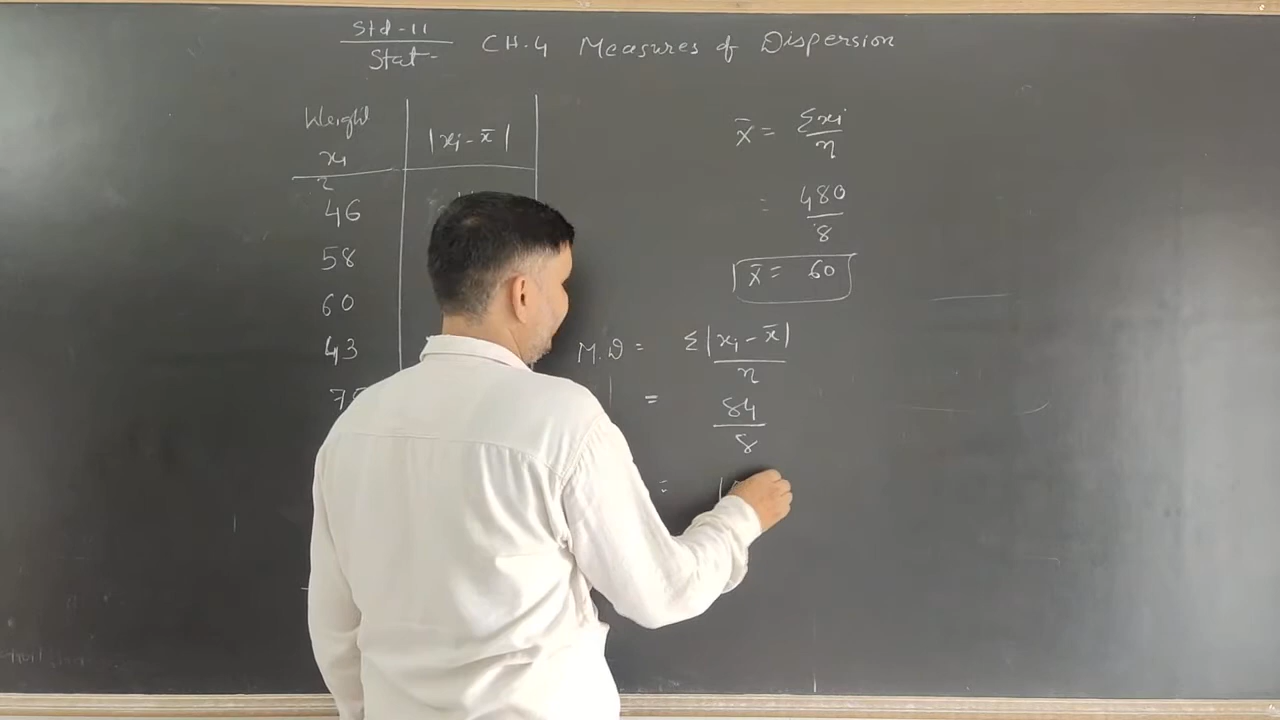 Std-11
Stat-
CH.4 Measures of Dispersion
Weight
xi
|xi - x̄|
46
58
60
43
x̄ = Σxi / n
= 480 / 8
x̄ = 60
M.D = Σ|xi - x̄| / n
= 84 / 8
=